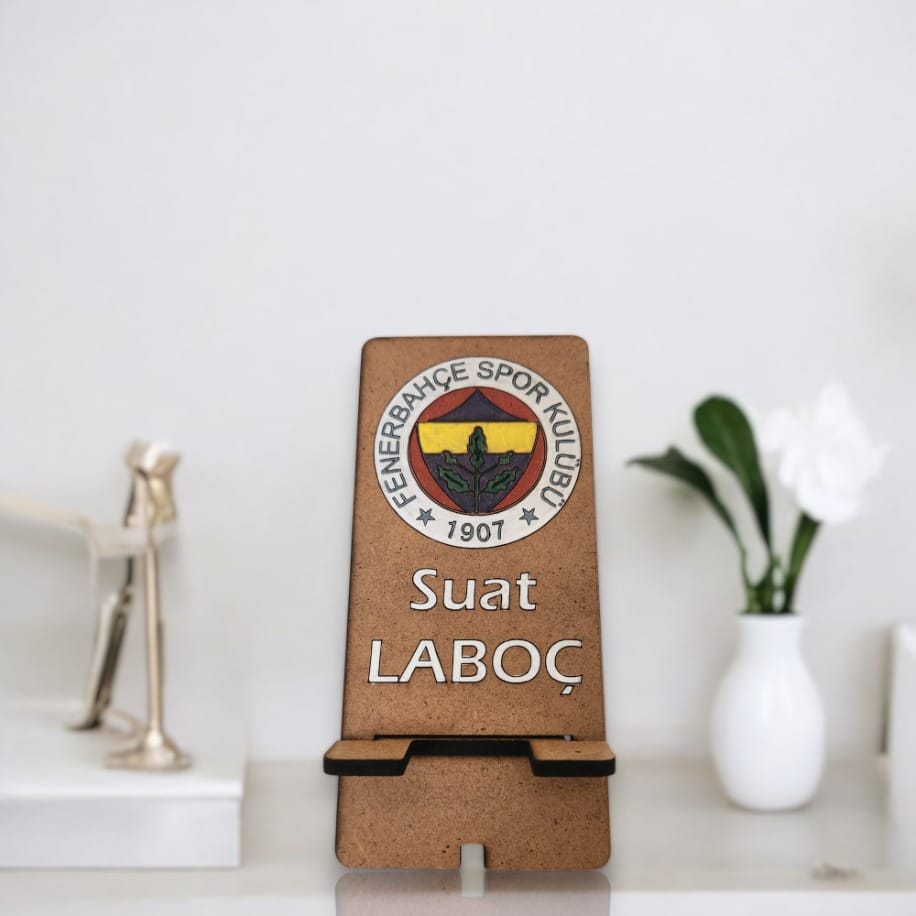 FENERBAHÇE SPOR KULÜBÜ
1907
Suat
LABOÇ